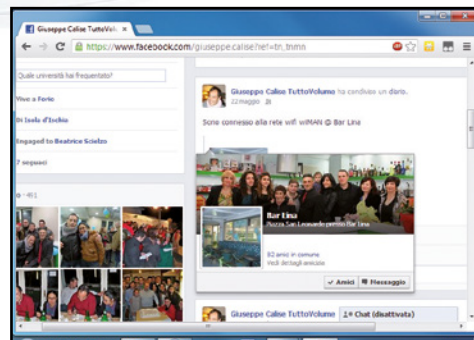 Giuseppe Calise TuttoVolu
https://www.facebook.com/giuseppe.calise?ref=tn_tnmn
Quale università hai frequentato?
Vive a Forio
Di Isola d'Ischia
Engaged to Beatrice Scielzo
7 seguaci
o · 461
Giuseppe Calise TuttoVolume ha condiviso un diario.
22 maggio
Sono connesso alla rete wifi wiMAN @ Bar Lina
Bar Lina
Piazza San Leonardo presso Bar Lina
82 amici in comune
Vedi dettagli amicizia
Amici
Messaggio
Giuseppe Calise TuttoVolume
Chat (disattivata)